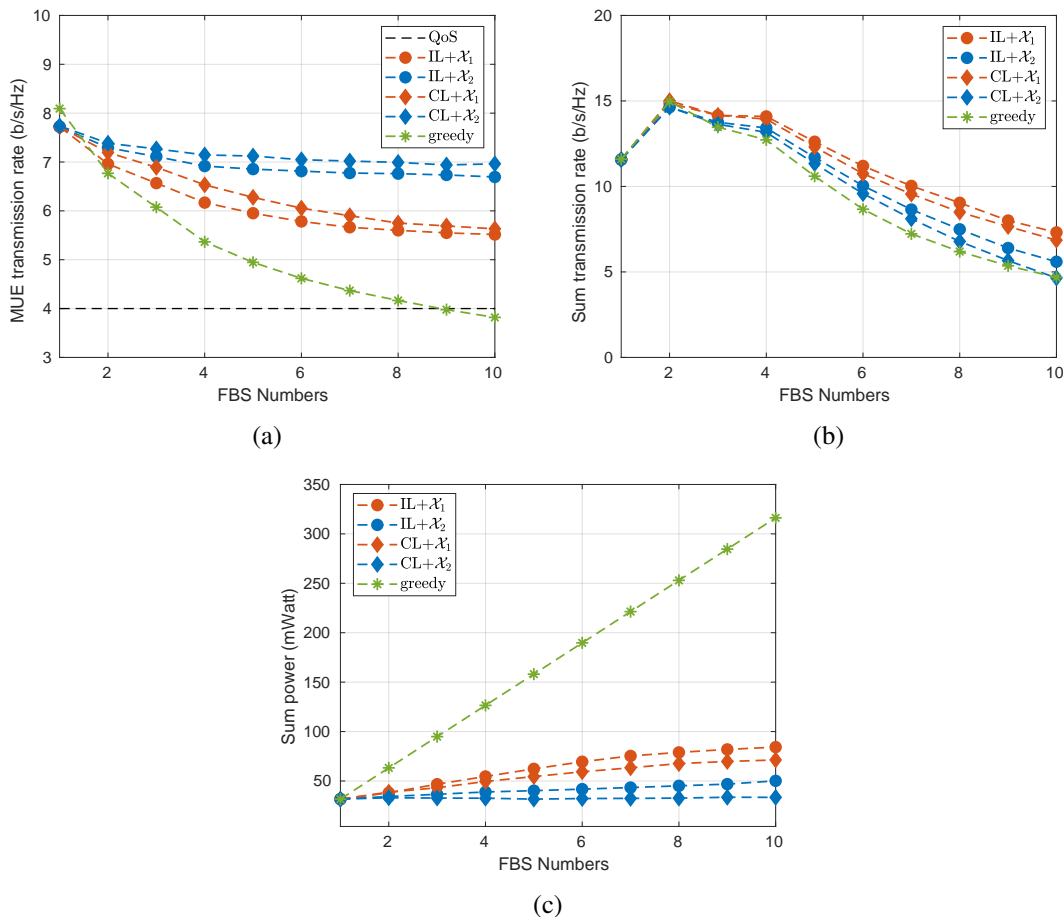 10
9
8
7
6
5
4
3
MUE transmission rate (b/s/Hz)
2 4 6 8 10
FBS Numbers
QoS
IL+𝒳₁
IL+𝒳₂
CL+𝒳₁
CL+𝒳₂
greedy
(a)
20
15
10
5
0
Sum transmission rate (b/s/Hz)
2 4 6 8 10
FBS Numbers
IL+𝒳₁
IL+𝒳₂
CL+𝒳₁
CL+𝒳₂
greedy
(b)
350
300
250
200
150
100
50
Sum power (mWatt)
2 4 6 8 10
FBS Numbers
IL+𝒳₁
IL+𝒳₂
CL+𝒳₁
CL+𝒳₂
greedy
(c)